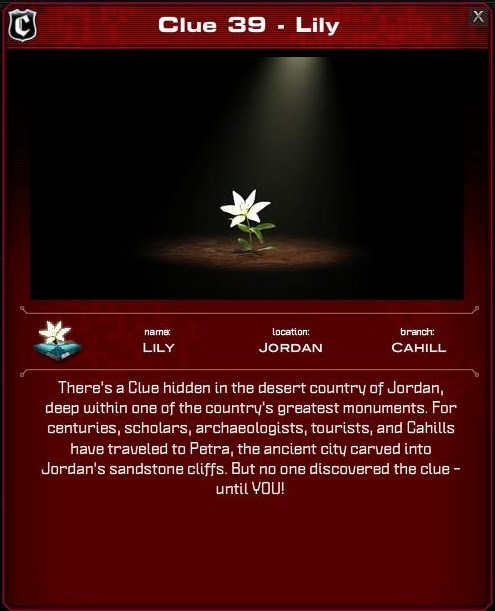 C
Clue 39 - Lily
X
name:
LILY
location:
JORDAN
branch:
CAHILL
There's a Clue hidden in the desert country of Jordan,
deep within one of the country's greatest monuments. For
centuries, scholars, archaeologists, tourists, and Cahills
have traveled to Petra, the ancient city carved into
Jordan's sandstone cliffs. But no one discovered the clue -
until YOU!